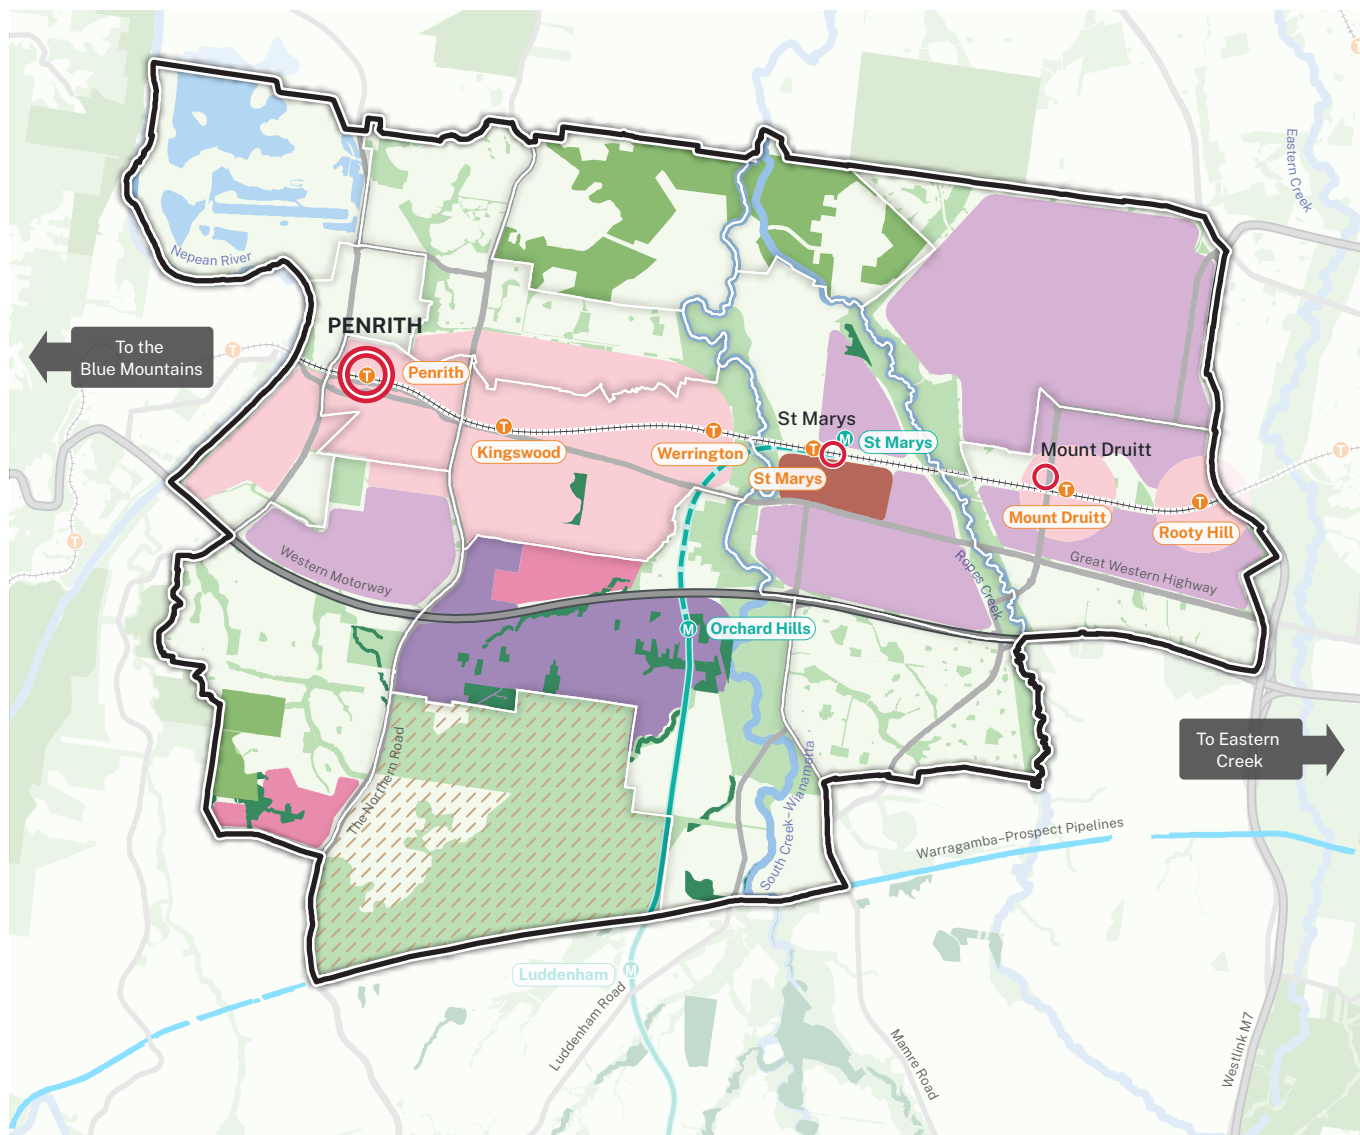 Eastern Creek
Nepean River
PENRITH
To the
Blue Mountains
T
T
Penrith
T
Kingswood
T
Werrington
St Marys
T
M
St Marys
St Marys
Mount Druitt
T
Mount Druitt
T
Rooty Hill
T
T
T
Western Motorway
Great Western Highway
Ropes Creek
M
Orchard Hills
The Northern Road
South Creek–Wianamatta
To Eastern
Creek
Warragamba–Prospect Pipelines
Luddenham
M
Luddenham Road
Mamre Road
Westlink M7